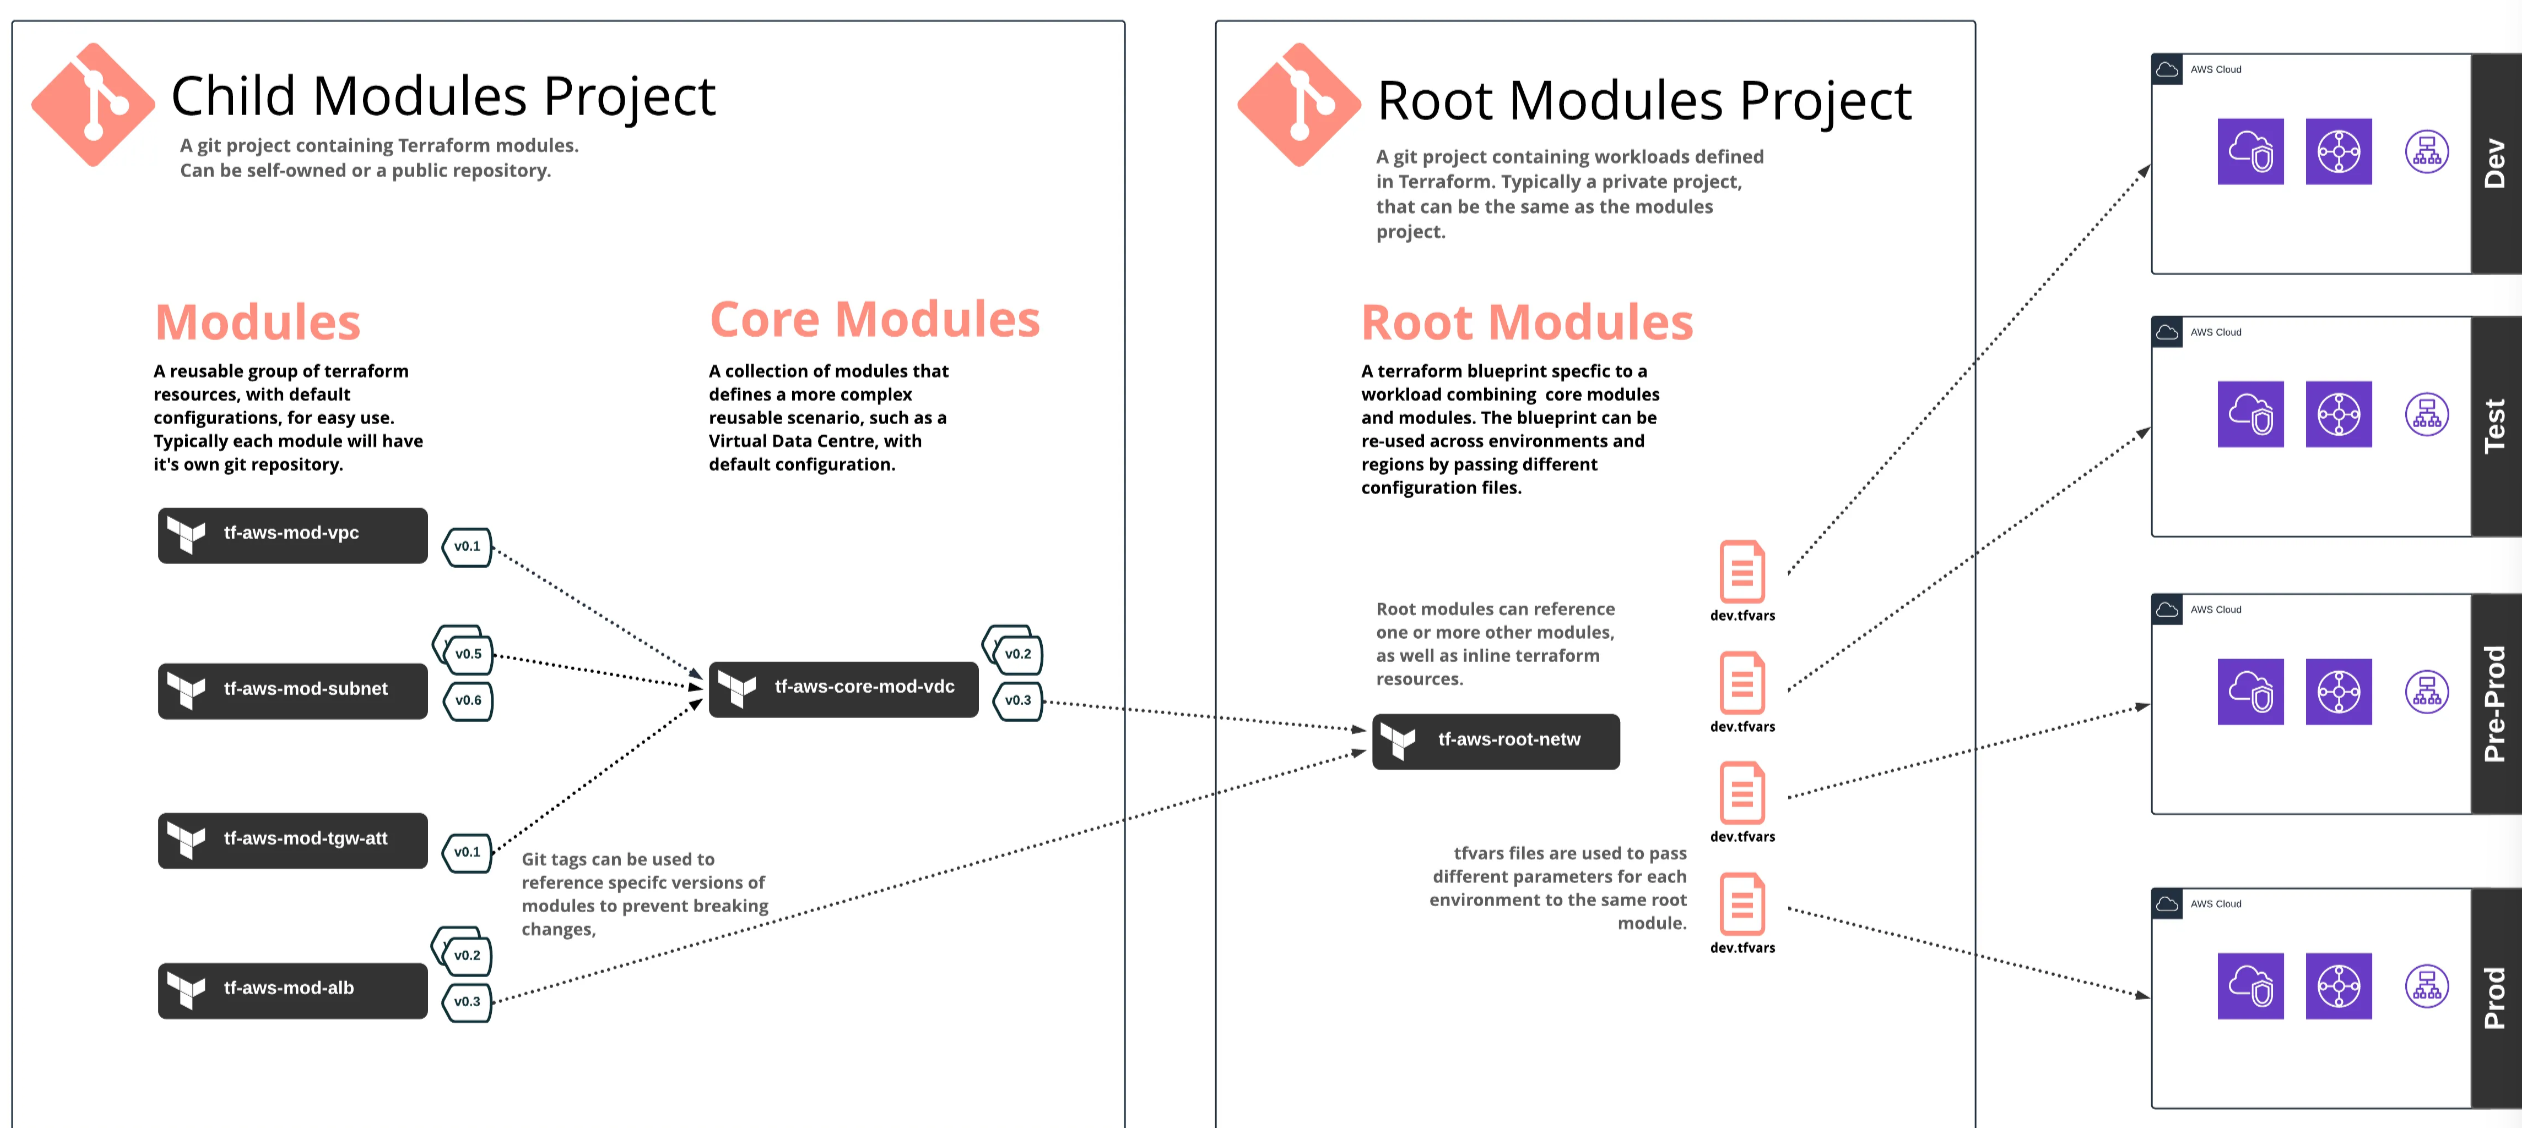 Child Modules Project
A git project containing Terraform modules.
Can be self-owned or a public repository.
Modules
A reusable group of terraform
resources, with default
configurations, for easy use.
Typically each module will have
it's own git repository.
Core Modules
A collection of modules that
defines a more complex
reusable scenario, such as a
Virtual Data Centre, with
default configuration.
tf-aws-mod-vpc
v0.1
tf-aws-mod-subnet
v0.5
v0.6
tf-aws-mod-tgw-att
v0.1
Git tags can be used to
reference specifc versions of
modules to prevent breaking
changes,
tf-aws-mod-alb
v0.2
v0.3
tf-aws-core-mod-vdc
v0.2
v0.3
Root Modules Project
A git project containing workloads defined
in Terraform. Typically a private project,
that can be the same as the modules
project.
Root Modules
A terraform blueprint specfic to a
workload combining core modules
and modules. The blueprint can be
re-used across environments and
regions by passing different
configuration files.
Root modules can reference
one or more other modules,
as well as inline terraform
resources.
tf-aws-root-netw
dev.tfvars
dev.tfvars
dev.tfvars
dev.tfvars
tfvars files are used to pass
different parameters for each
environment to the same root
module.
AWS Cloud
Dev
AWS Cloud
Test
AWS Cloud
Pre-Prod
AWS Cloud
Prod